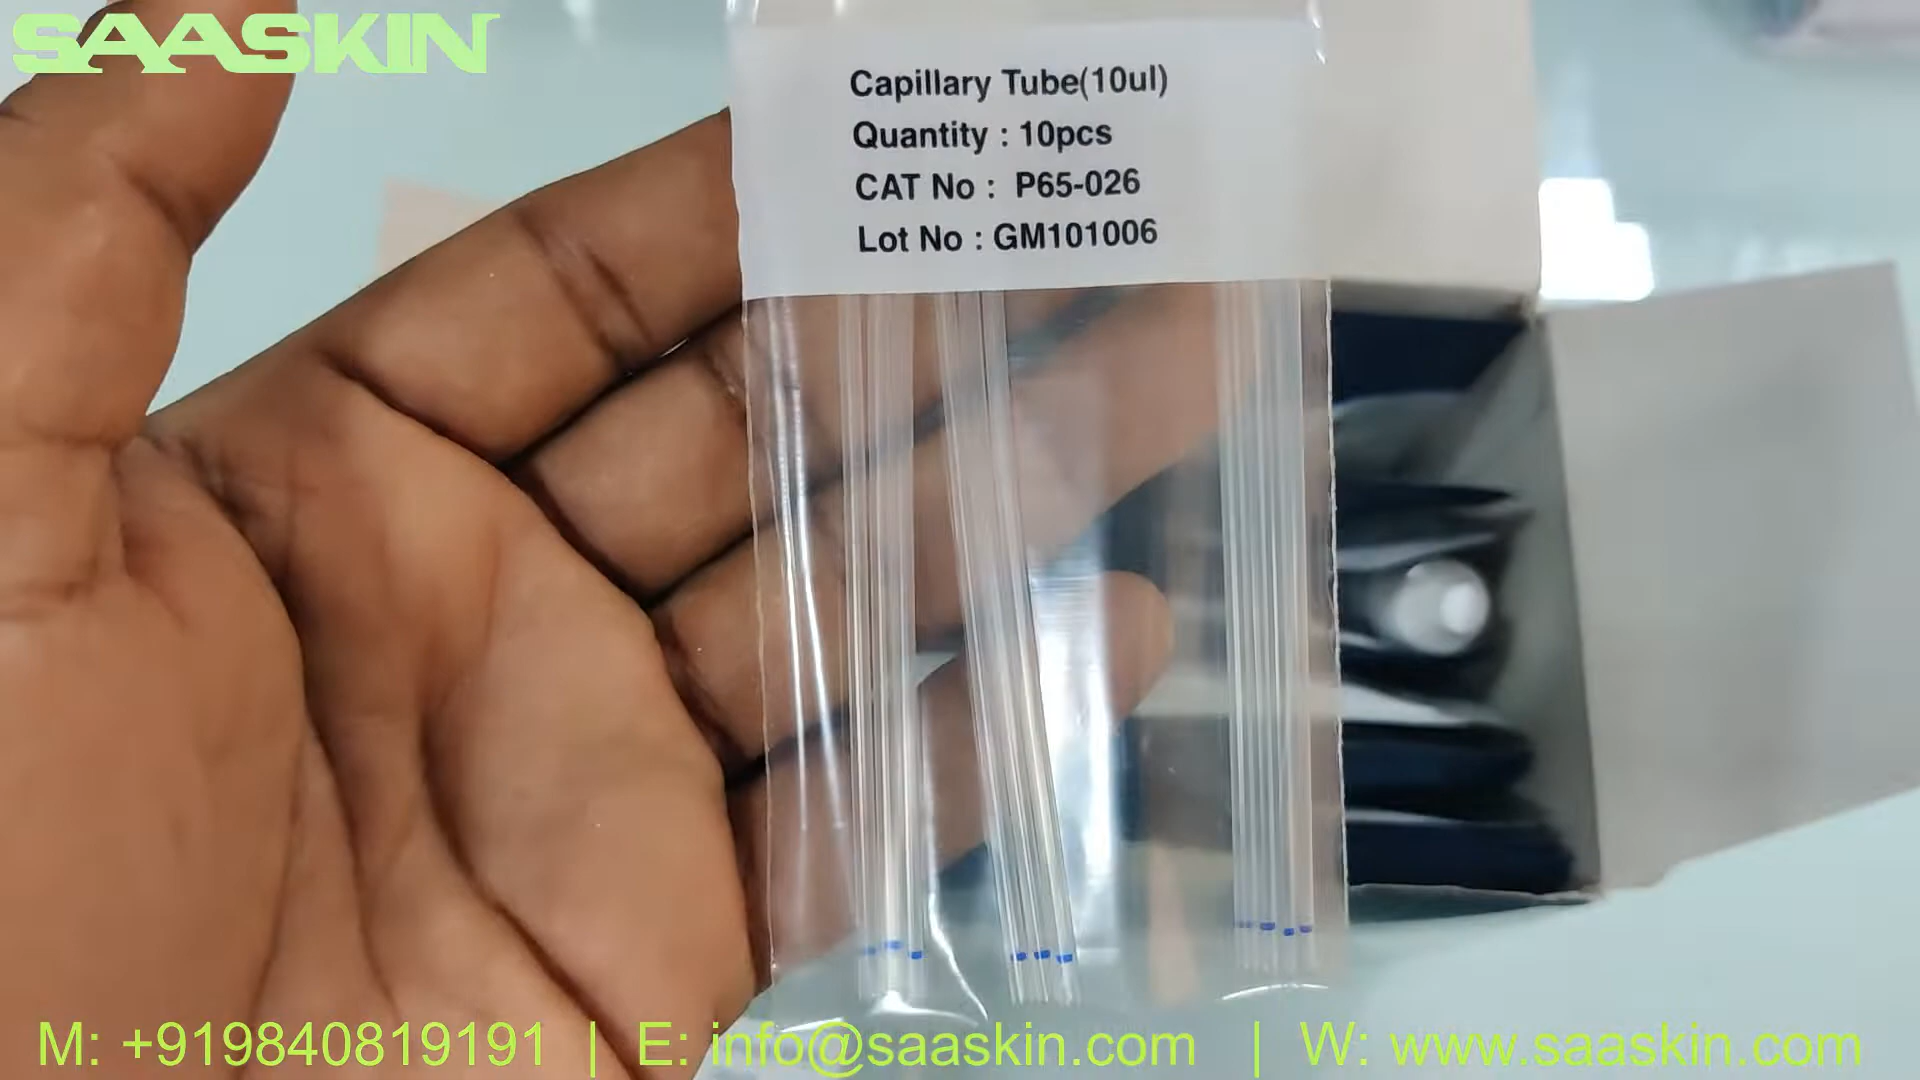 SAASKIN
Capillary Tube(10ul)
Quantity : 10pcs
CAT No : P65-026
Lot No : GM101006
M: +919840819191 | E: info@saaskin.com | W: www.saaskin.com